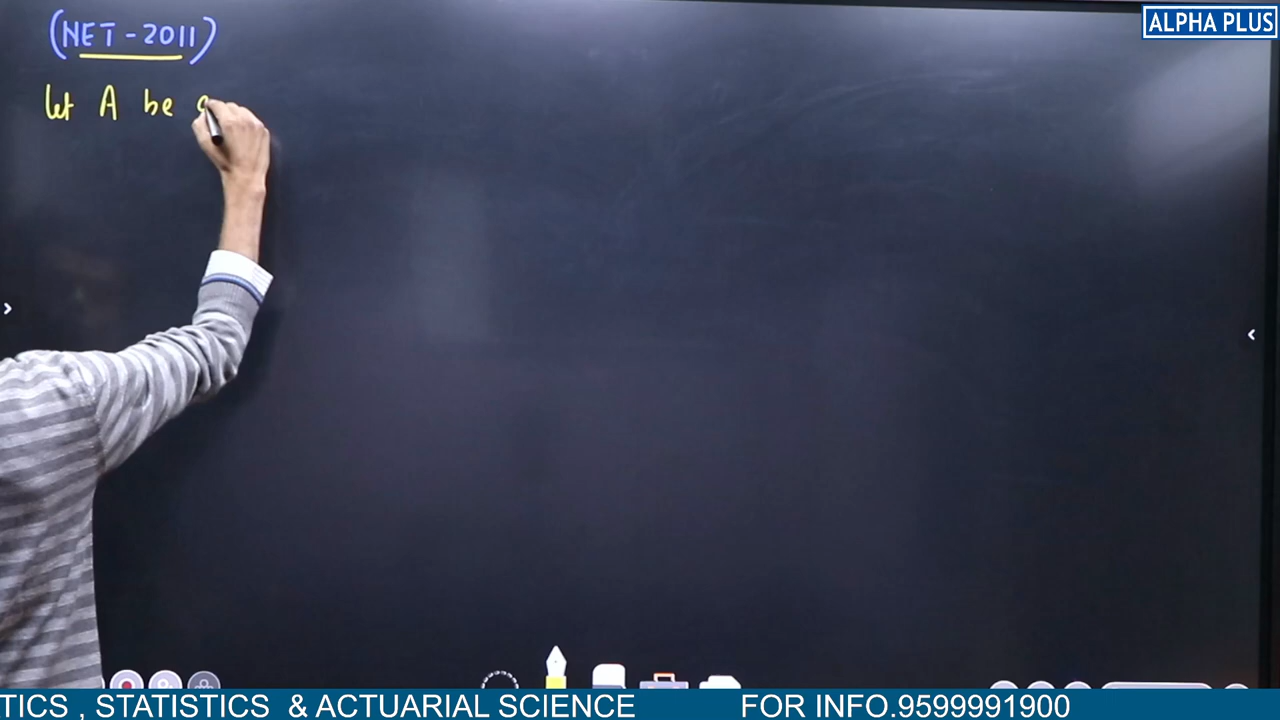 (NET - 2011)
ALPHA PLUS
let A be
TICS , STATISTICS & ACTUARIAL SCIENCE FOR INFO.9599991900